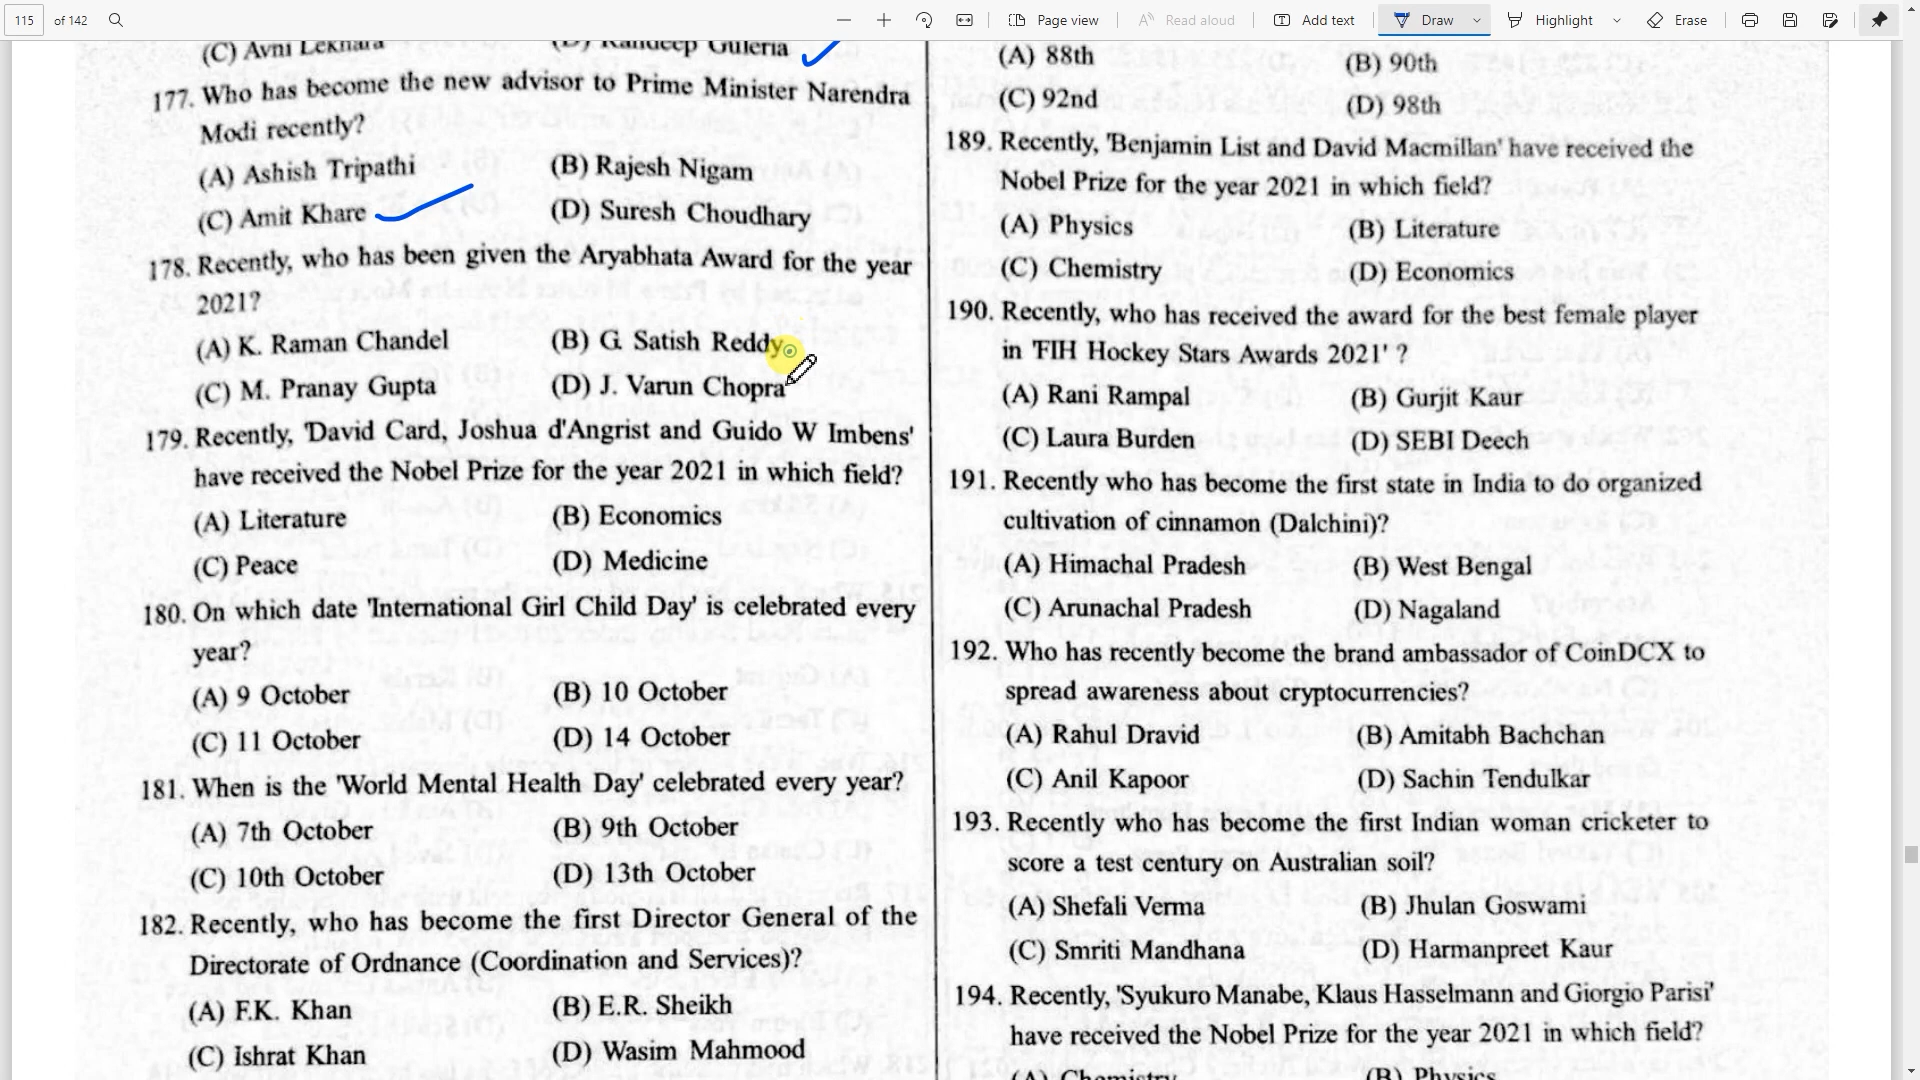 115 of 142 Page view Read aloud Add text Draw Highlight Erase
(C) Avni Lekhara (D) Randeep Guleria
177. Who has become the new advisor to Prime Minister Narendra
Modi recently?
(A) Ashish Tripathi (B) Rajesh Nigam
(C) Amit Khare (D) Suresh Choudhary
178. Recently, who has been given the Aryabhata Award for the year
2021?
(A) K. Raman Chandel (B) G. Satish Reddy
(C) M. Pranay Gupta (D) J. Varun Chopra
179. Recently, 'David Card, Joshua d'Angrist and Guido W Imbens'
have received the Nobel Prize for the year 2021 in which field?
(A) Literature (B) Economics
(C) Peace (D) Medicine
180. On which date 'International Girl Child Day' is celebrated every
year?
(A) 9 October (B) 10 October
(C) 11 October (D) 14 October
181. When is the 'World Mental Health Day' celebrated every year?
(A) 7th October (B) 9th October
(C) 10th October (D) 13th October
182. Recently, who has become the first Director General of the
Directorate of Ordnance (Coordination and Services)?
(A) F.K. Khan (B) E.R. Sheikh
(C) Ishrat Khan (D) Wasim Mahmood
(A) 88th (B) 90th
(C) 92nd (D) 98th
189. Recently, 'Benjamin List and David Macmillan' have received the
Nobel Prize for the year 2021 in which field?
(A) Physics (B) Literature
(C) Chemistry (D) Economics
190. Recently, who has received the award for the best female player
in 'FIH Hockey Stars Awards 2021' ?
(A) Rani Rampal (B) Gurjit Kaur
(C) Laura Burden (D) SEBI Deech
191. Recently who has become the first state in India to do organized
cultivation of cinnamon (Dalchini)?
(A) Himachal Pradesh (B) West Bengal
(C) Arunachal Pradesh (D) Nagaland
192. Who has recently become the brand ambassador of CoinDCX to
spread awareness about cryptocurrencies?
(A) Rahul Dravid (B) Amitabh Bachchan
(C) Anil Kapoor (D) Sachin Tendulkar
193. Recently who has become the first Indian woman cricketer to
score a test century on Australian soil?
(A) Shefali Verma (B) Jhulan Goswami
(C) Smriti Mandhana (D) Harmanpreet Kaur
194. Recently, 'Syukuro Manabe, Klaus Hasselmann and Giorgio Parisi'
have received the Nobel Prize for the year 2021 in which field?
(A) Chemistry (B) Physics